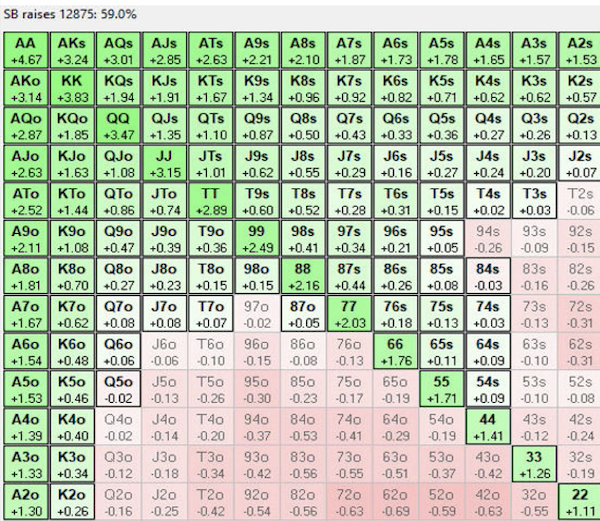 SB raises 12875: 59.0%
AA AKs AQs AJs ATs A9s A8s A7s A6s A5s A4s A3s A2s
+4.67 +3.24 +3.01 +2.85 +2.63 +2.21 +2.10 +1.87 +1.73 +1.78 +1.65 +1.57 +1.53
AKo KK KQs KJs KTs K9s K8s K7s K6s K5s K4s K3s K2s
+3.14 +3.83 +1.94 +1.91 +1.67 +1.34 +0.96 +0.92 +0.82 +0.71 +0.62 +0.62 +0.57
AQo KQo QQ QJs QTs Q9s Q8s Q7s Q6s Q5s Q4s Q3s Q2s
+2.87 +1.85 +3.47 +1.35 +1.10 +0.87 +0.50 +0.43 +0.33 +0.36 +0.27 +0.26 +0.13
AJo KJo QJo JJ JTs J9s J8s J7s J6s J5s J4s J3s J2s
+2.63 +1.63 +1.08 +3.15 +1.01 +0.62 +0.55 +0.29 +0.16 +0.27 +0.24 +0.20 +0.07
ATo KTo QTo JTo TT T9s T8s T7s T6s T5s T4s T3s T2s
+2.52 +1.44 +0.86 +0.74 +2.89 +0.60 +0.52 +0.28 +0.31 +0.15 +0.02 +0.03 -0.06
A9o K9o Q9o J9o T9o 99 98s 97s 96s 95s 94s 93s 92s
+2.11 +1.08 +0.47 +0.39 +0.36 +2.49 +0.41 +0.34 +0.21 +0.05 -0.26 -0.09 -0.15
A8o K8o Q8o J8o T8o 98o 88 87s 86s 85s 84s 83s 82s
+1.81 +0.70 +0.27 +0.23 +0.15 +0.15 +2.16 +0.44 +0.26 +0.08 -0.03 -0.16 -0.26
A7o K7o Q7o J7o T7o 97o 87o 77 76s 75s 74s 73s 72s
+1.67 +0.62 +0.08 +0.08 +0.07 -0.02 +0.05 +2.03 +0.18 +0.13 +0.03 -0.13 -0.31
A6o K6o Q6o J6o T6o 96o 86o 76o 66 65s 64s 63s 62s
+1.54 +0.48 +0.06 -0.06 -0.10 -0.15 -0.08 -0.13 +1.76 +0.11 +0.09 -0.10 -0.31
A5o K5o Q5o J5o T5o 95o 85o 75o 65o 55 54s 53s 52s
+1.53 +0.46 -0.02 -0.13 -0.26 -0.30 -0.23 -0.17 -0.19 +1.71 +0.09 -0.10 -0.08
A4o K4o Q4o J4o T4o 94o 84o 74o 64o 54o 44 43s 42s
+1.39 +0.40 -0.02 -0.14 -0.20 -0.37 -0.53 -0.41 -0.29 -0.19 +1.41 -0.12 -0.24
A3o K3o Q3o J3o T3o 93o 83o 73o 63o 53o 43o 33 32s
+1.33 +0.34 -0.12 -0.18 -0.34 -0.42 -0.56 -0.55 -0.51 -0.37 -0.42 +1.26 -0.19
A2o K2o Q2o J2o T2o 92o 82o 72o 62o 52o 42o 32o 22
+1.30 +0.26 -0.16 -0.25 -0.42 -0.54 -0.56 -0.63 -0.69 -0.59 -0.63 -0.55 +1.11